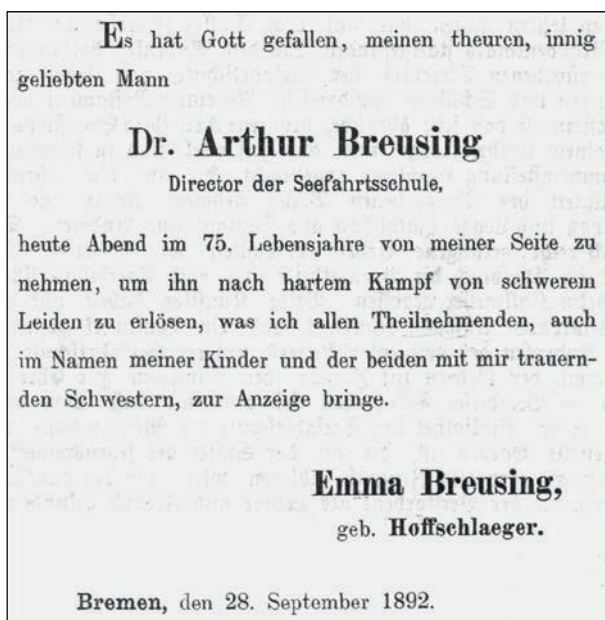 Es hat Gott gefallen, meinen theuren, innig
geliebten Mann
Dr. Arthur Breusing
Director der Seefahrtsschule,
heute Abend im 75. Lebensjahre von meiner Seite zu
nehmen, um ihn nach hartem Kampf von schwerem
Leiden zu erlösen, was ich allen Theilnehmenden, auch
im Namen meiner Kinder und der beiden mit mir trauern-
den Schwestern, zur Anzeige bringe.
Emma Breusing,
geb. Hoffschlaeger.
Bremen, den 28. September 1892.